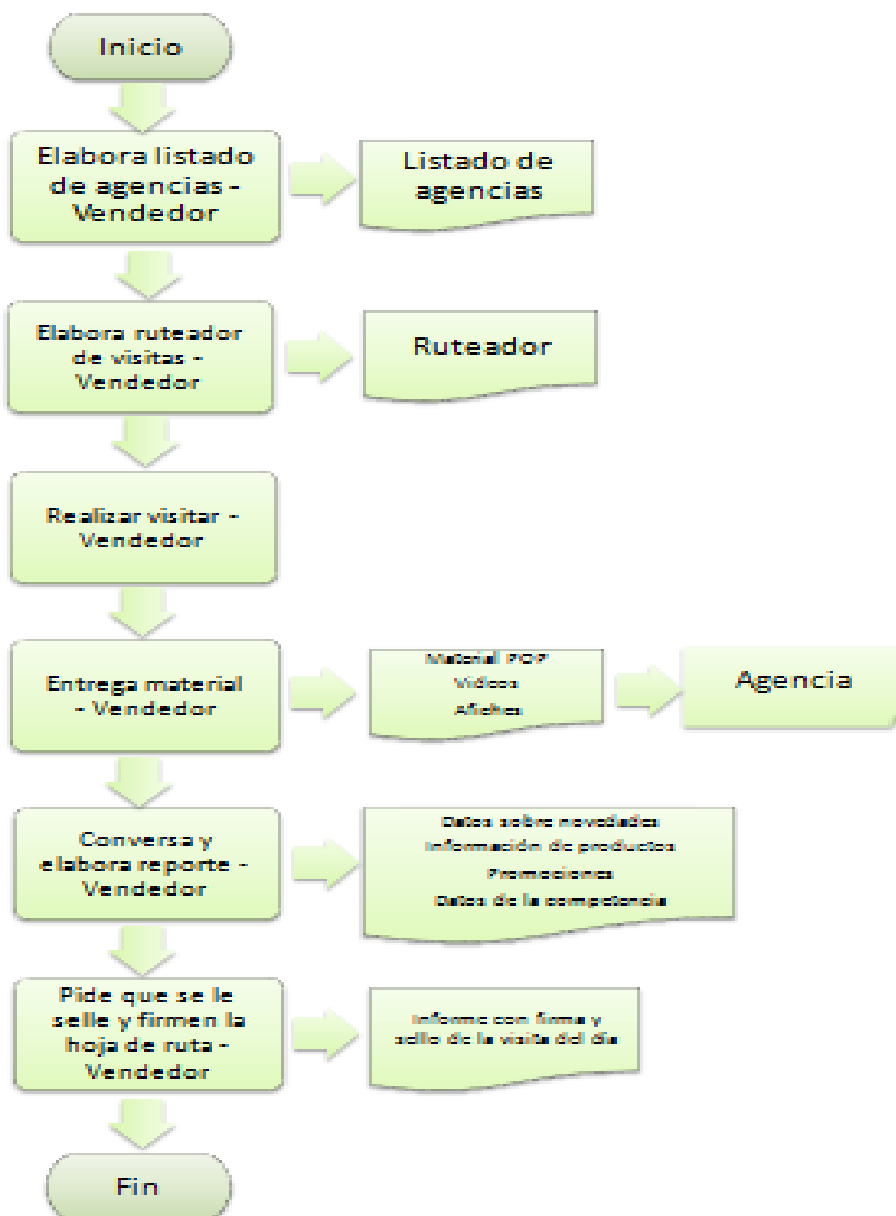 Inicio
Elabora listado
de agencias -
Vendedor
Listado de
agencias
Elabora ruteador
de visitas -
Vendedor
Ruteador
Realizar visitar -
Vendedor
Entrega material
- Vendedor
Material POP
Videos
Afiches
Agencia
Conversa y
elabora reporte -
Vendedor
Datos sobre novedades
Información de productos
Promociones
Datos de la competencia
Pide que se le
selle y firmen la
hoja de ruta -
Vendedor
Informe con firma y
sello de la visita del día
Fin